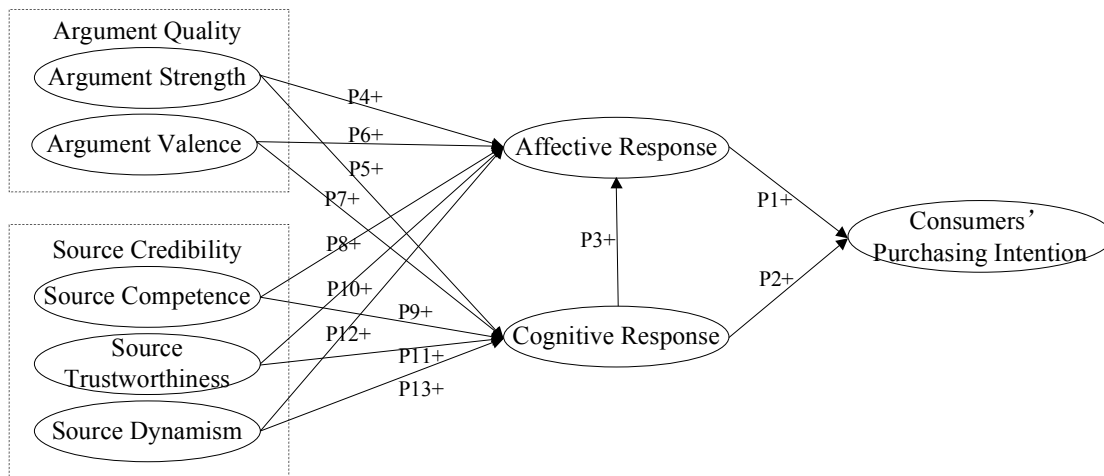 Argument Quality
Argument Strength
Argument Valence
Source Credibility
Source Competence
Source
Trustworthiness
Source Dynamism
P4+
P6+
P5+
P7+
P8+
P10+
P9+
P12+
P11+
P13+
Affective Response
P3+
Cognitive Response
P1+
P2+
Consumers’
Purchasing Intention